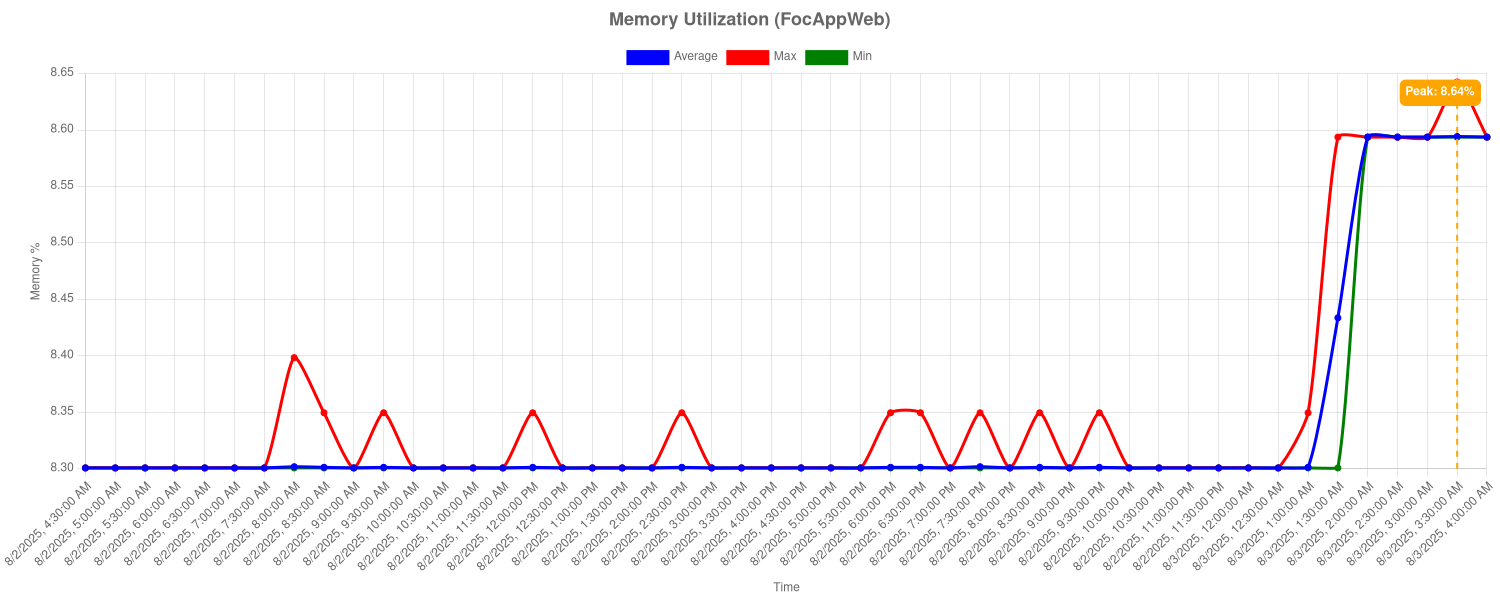 Memory Utilization (FocAppWeb)
Average Max Min
8.65
8.60
8.55
8.50
8.45
8.40
8.35
8.30
Memory %
Peak: 8.64%
8/2/2025, 4:30:00 AM
8/2/2025, 5:00:00 AM
8/2/2025, 5:30:00 AM
8/2/2025, 6:00:00 AM
8/2/2025, 6:30:00 AM
8/2/2025, 7:00:00 AM
8/2/2025, 7:30:00 AM
8/2/2025, 8:00:00 AM
8/2/2025, 8:30:00 AM
8/2/2025, 9:00:00 AM
8/2/2025, 9:30:00 AM
8/2/2025, 10:00:00 AM
8/2/2025, 10:30:00 AM
8/2/2025, 11:00:00 AM
8/2/2025, 11:30:00 AM
8/2/2025, 12:00:00 PM
8/2/2025, 12:30:00 PM
8/2/2025, 1:00:00 PM
8/2/2025, 1:30:00 PM
8/2/2025, 2:00:00 PM
8/2/2025, 2:30:00 PM
8/2/2025, 3:00:00 PM
8/2/2025, 3:30:00 PM
8/2/2025, 4:00:00 PM
8/2/2025, 4:30:00 PM
8/2/2025, 5:00:00 PM
8/2/2025, 5:30:00 PM
8/2/2025, 6:00:00 PM
8/2/2025, 6:30:00 PM
8/2/2025, 7:00:00 PM
8/2/2025, 7:30:00 PM
8/2/2025, 8:00:00 PM
8/2/2025, 8:30:00 PM
8/2/2025, 9:00:00 PM
8/2/2025, 9:30:00 PM
8/2/2025, 10:00:00 PM
8/2/2025, 10:30:00 PM
8/2/2025, 11:00:00 PM
8/2/2025, 11:30:00 PM
8/3/2025, 12:00:00 AM
8/3/2025, 12:30:00 AM
8/3/2025, 1:00:00 AM
8/3/2025, 1:30:00 AM
8/3/2025, 2:00:00 AM
8/3/2025, 2:30:00 AM
8/3/2025, 3:00:00 AM
8/3/2025, 3:30:00 AM
8/3/2025, 4:00:00 AM
Time